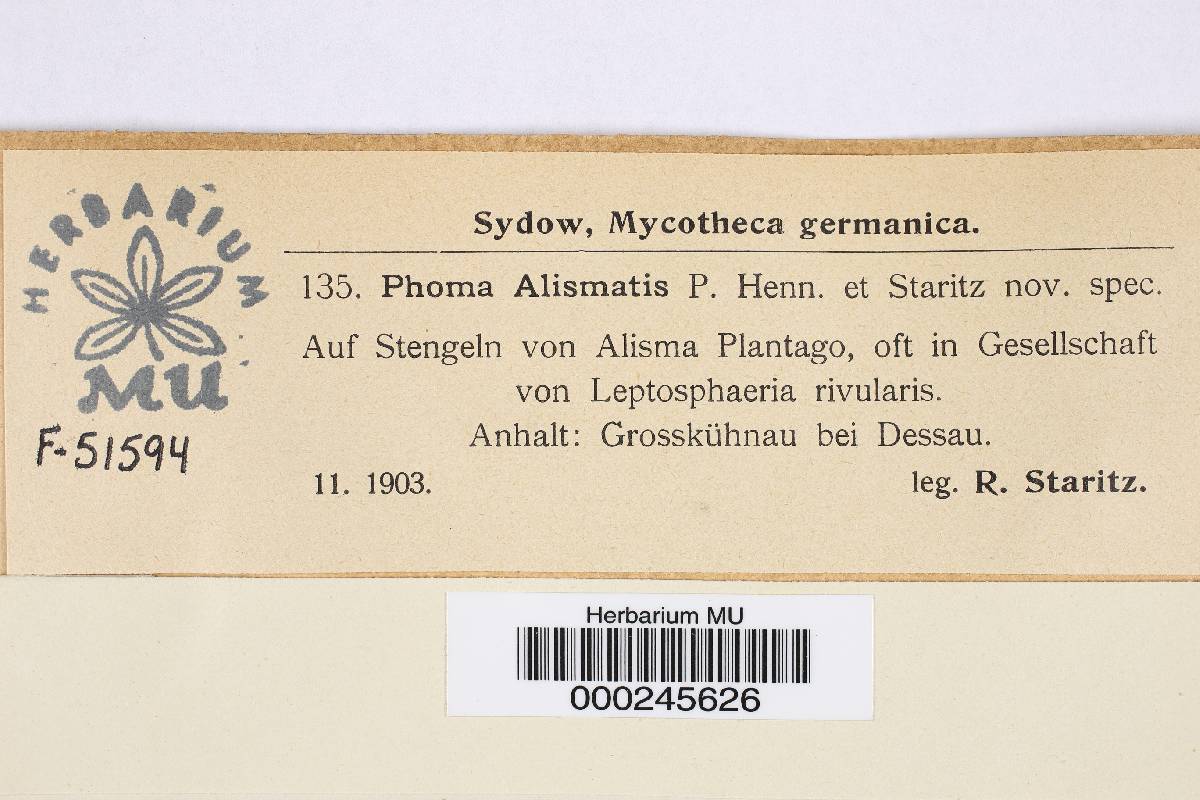 HERBARIUM
MU
F-51594
Sydow, Mycotheca germanica.
135. Phoma Alismatis P. Henn. et Staritz nov. spec.
Auf Stengeln von Alisma Plantago, oft in Gesellschaft
von Leptosphaeria rivularis.
Anhalt: Grosskühnau bei Dessau.
11. 1903. leg. R. Staritz.
Herbarium MU
000245626